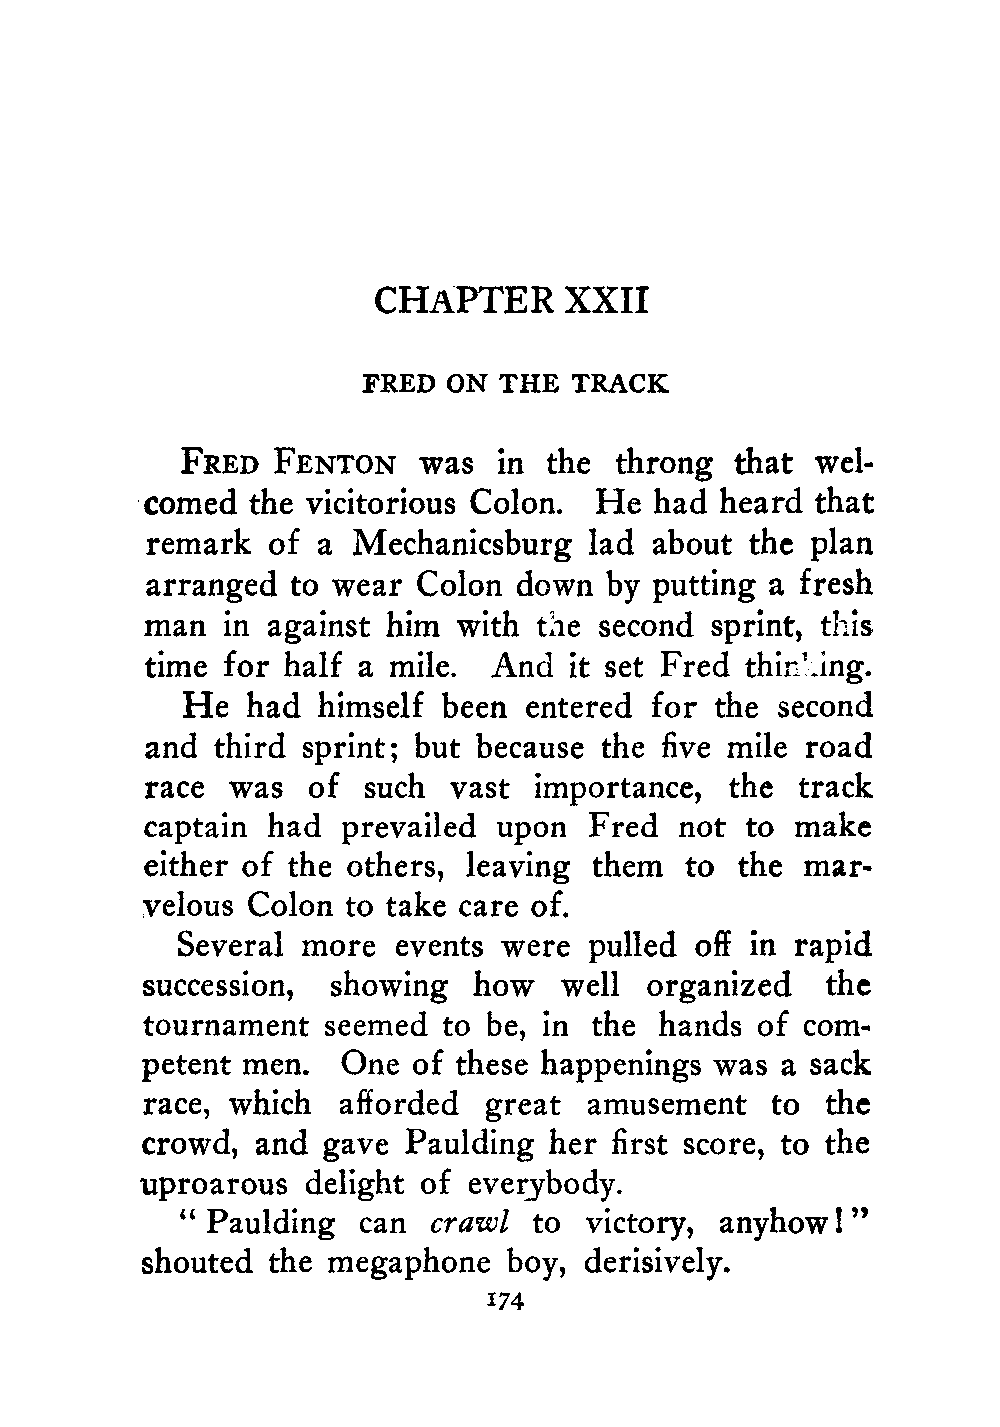 CHAPTER XXII
FRED ON THE TRACK
FRED FENTON was in the throng that wel-
comed the vicitorious Colon. He had heard that
remark of a Mechanicsburg lad about the plan
arranged to wear Colon down by putting a fresh
man in against him with the second sprint, this
time for half a mile. And it set Fred thinking.
He had himself been entered for the second
and third sprint; but because the five mile road
race was of such vast importance, the track
captain had prevailed upon Fred not to make
either of the others, leaving them to the mar-
velous Colon to take care of.
Several more events were pulled off in rapid
succession, showing how well organized the
tournament seemed to be, in the hands of com-
petent men. One of these happenings was a sack
race, which afforded great amusement to the
crowd, and gave Paulding her first score, to the
uproarous delight of everybody.
" Paulding can crawl to victory, anyhow!"
shouted the megaphone boy, derisively.
174